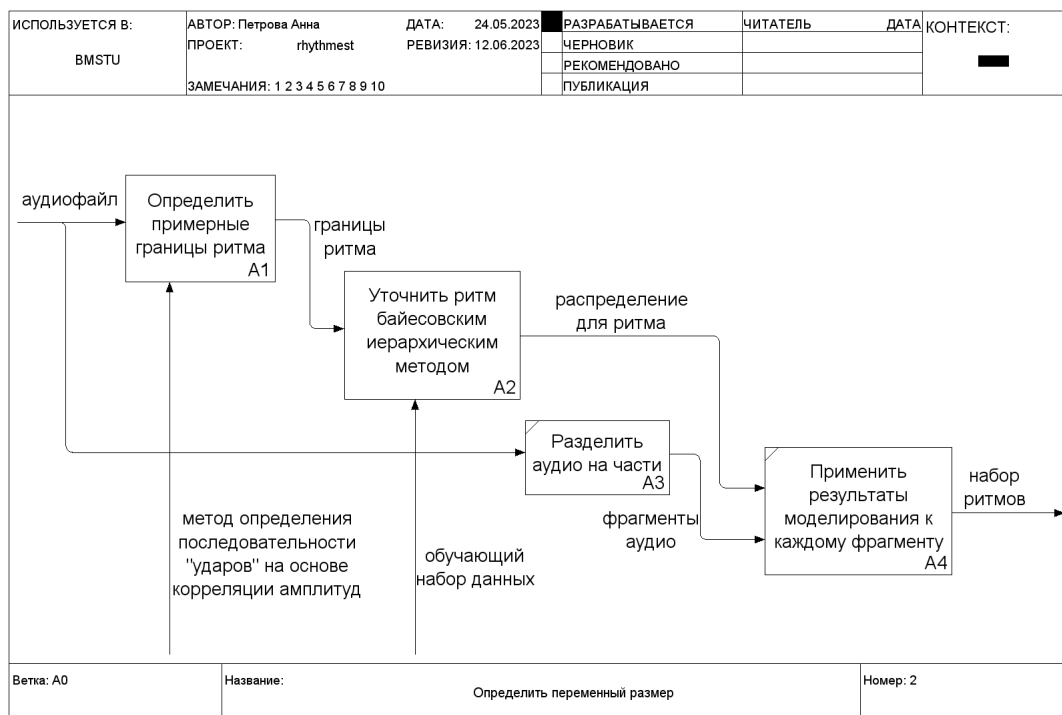 ИСПОЛЬЗУЕТСЯ В:
BMSTU
АВТОР: Петрова Анна
ДАТА: 24.05.2023
ПРОЕКТ: rhythmest
РЕВИЗИЯ: 12.06.2023
ЗАМЕЧАНИЯ: 1 2 3 4 5 6 7 8 9 10
РАЗРАБАТЫВАЕТСЯ
ЧЕРНОВИК
РЕКОМЕНДОВАНО
ПУБЛИКАЦИЯ
ЧИТАТЕЛЬ
ДАТА
КОНТЕКСТ:
аудиофайл
Определить
примерные
границы ритма
A1
границы
ритма
Уточнить ритм
байесовским
иерархическим
методом
A2
распределение
для ритма
Разделить
аудио на части
A3
фрагменты
аудио
Применить
результаты
моделирования к
каждому фрагменту
A4
набор
ритмов
метод определения
последовательности
"ударов" на основе
корреляции амплитуд
обучающий
набор данных
Ветка: A0
Название:
Определить переменный размер
Номер: 2